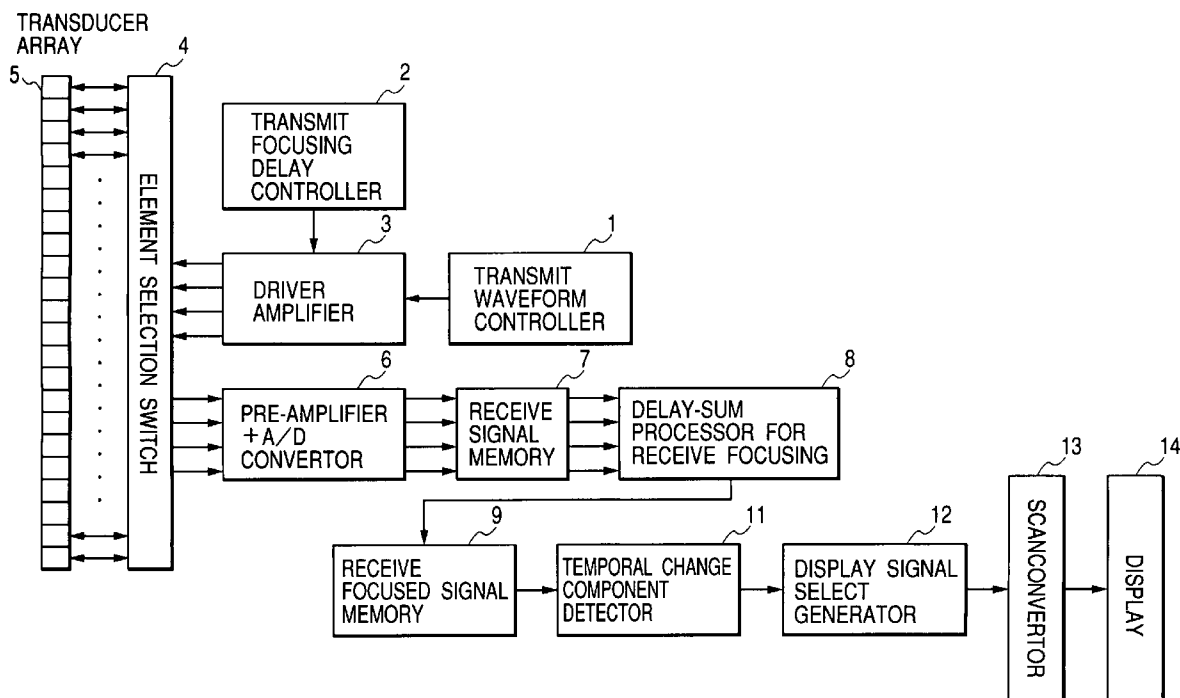 TRANSDUCER
ARRAY
5
4
ELEMENT SELECTION SWITCH
2
TRANSMIT
FOCUSING
DELAY
CONTROLLER
3
DRIVER
AMPLIFIER
1
TRANSMIT
WAVEFORM
CONTROLLER
6
PRE-AMPLIFIER
+A/D
CONVERTOR
7
RECEIVE
SIGNAL
MEMORY
8
DELAY-SUM
PROCESSOR FOR
RECEIVE FOCUSING
9
RECEIVE
FOCUSED SIGNAL
MEMORY
11
TEMPORAL CHANGE
COMPONENT
DETECTOR
12
DISPLAY SIGNAL
SELECT
GENERATOR
13
SCANCONVERTOR
14
DISPLAY